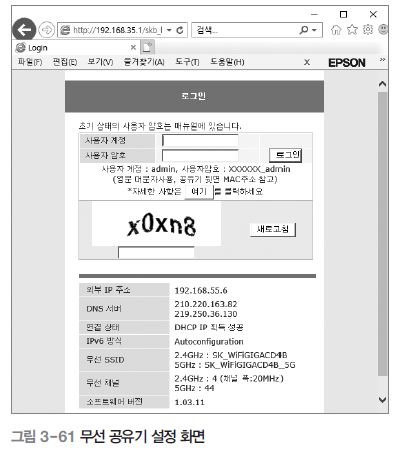 http://192.168.35.1/skb_l
검색...
Login
파일(F) 편집(E) 보기(V) 즐겨찾기(A) 도구(T) 도움말(H) X EPSON
로그인
초기 상태의 사용자 암호는 매뉴얼에 있습니다.
사용자 계정
사용자 암호 로그인
사용자 계정 : admin, 사용자암호 : XXXXXX_admin
(영문 대문자사용, 공유기 뒷면 MAC주소 참고)
*자세한 사항은 여기 를 클릭하세요
x0xn8 새로고침
외부 IP 주소 192.168.55.6
DNS 서버 210.220.163.82
219.250.36.130
연결 상태 DHCP IP 획득 성공
IPv6 방식 Autoconfiguration
무선 SSID 2.4GHz : SK_WiFiGIGACD4B
5GHz : SK_WiFiGIGACD4B_5G
무선 채널 2.4GHz : 4 (채널 폭:20MHz)
5GHz : 44
소프트웨어 버전 1.03.11
그림 3-61 무선 공유기 설정 화면